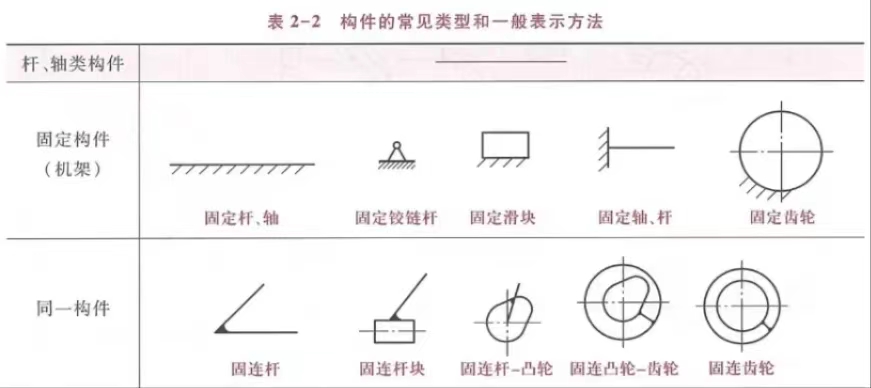 表 2-2 构件的常见类型和一般表示方法
杆、轴类构件
固定构件
（机架）
固定杆、轴 固定铰链杆 固定滑块 固定轴、杆 固定齿轮
同一构件
固连杆 固连杆块 固连杆-凸轮 固连凸轮-齿轮 固连齿轮